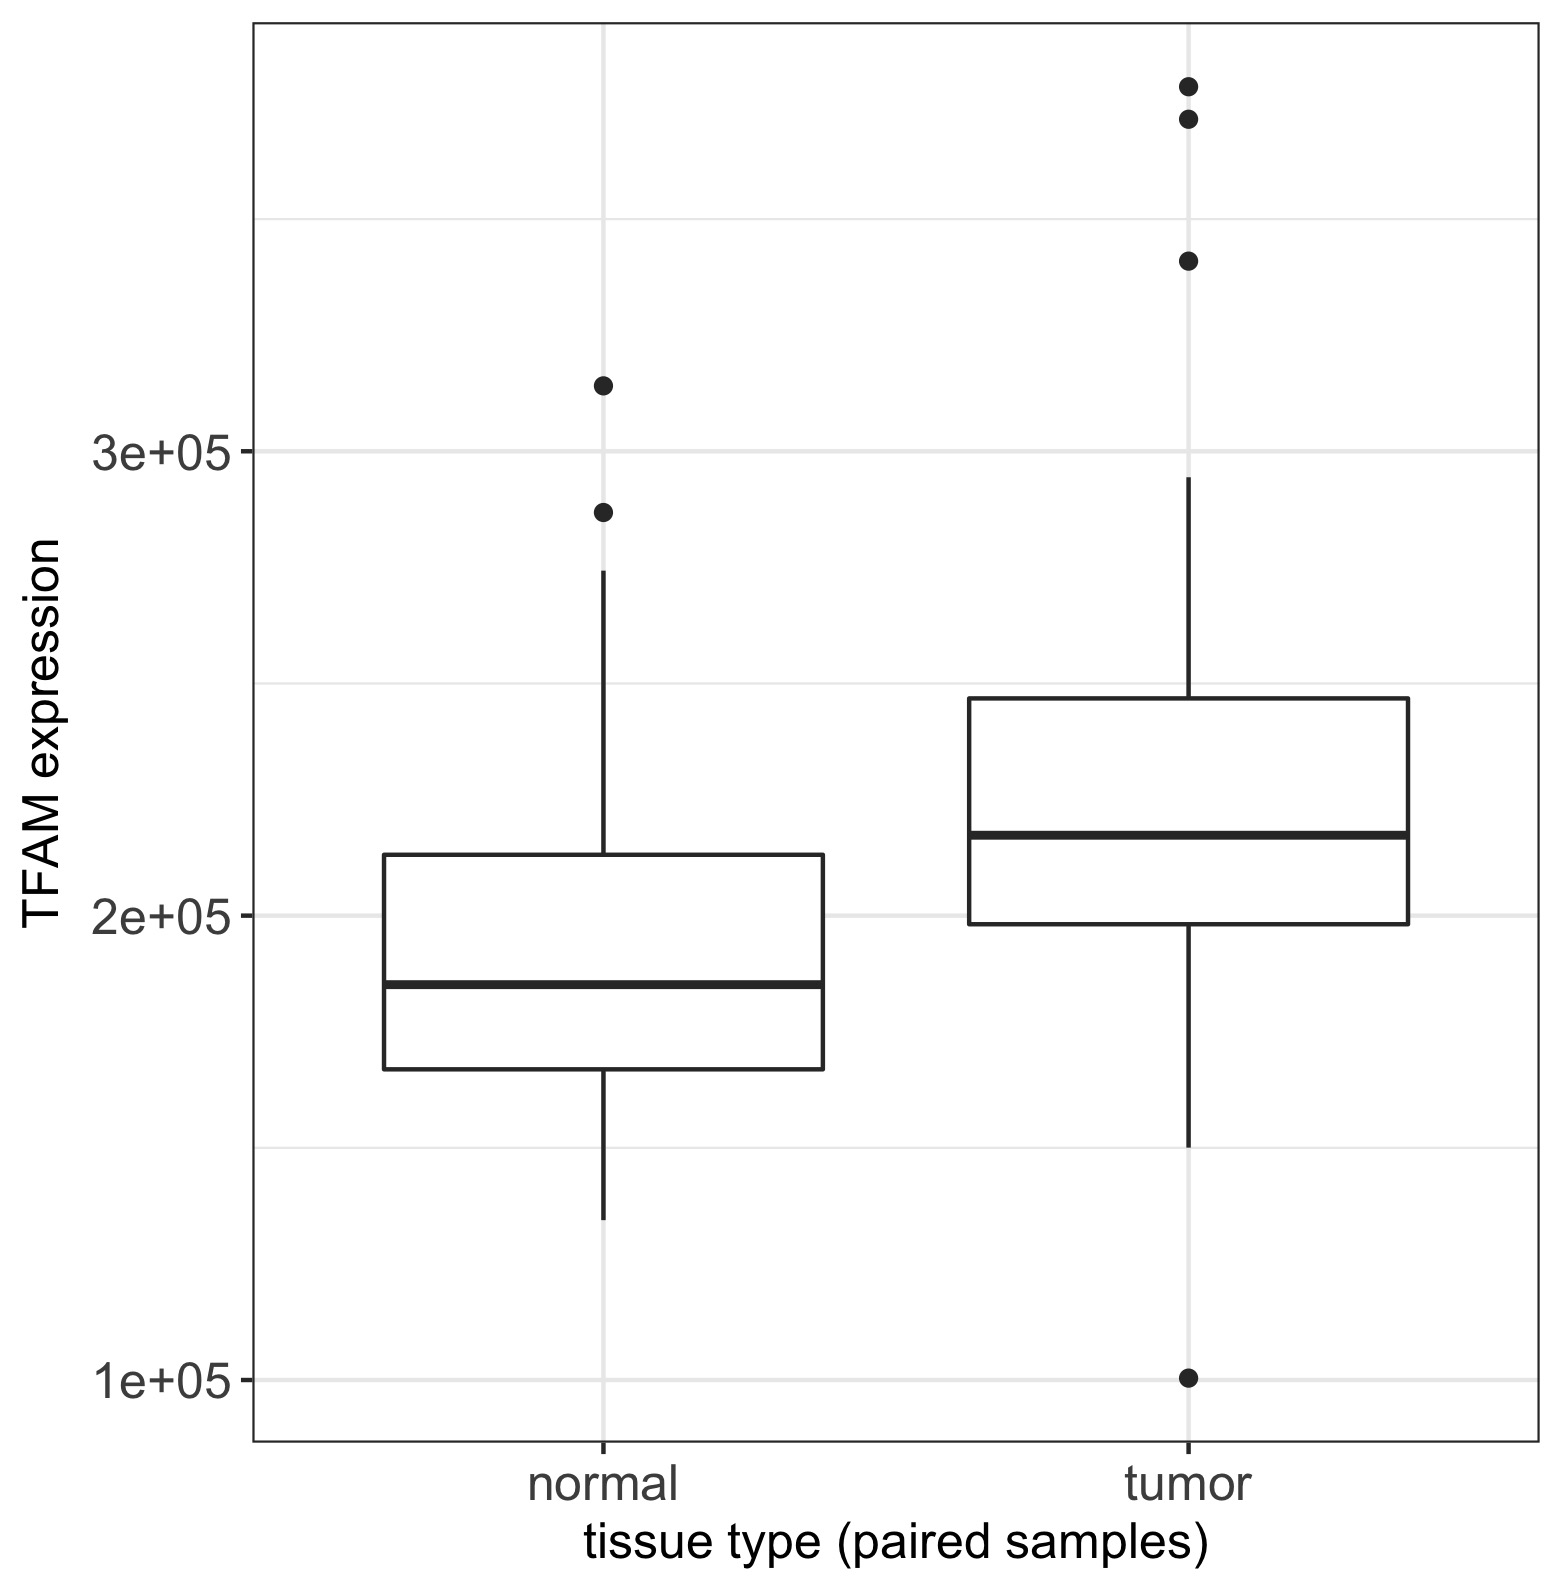 TFAM expression
3e+05
2e+05
1e+05
normal
tumor
tissue type (paired samples)